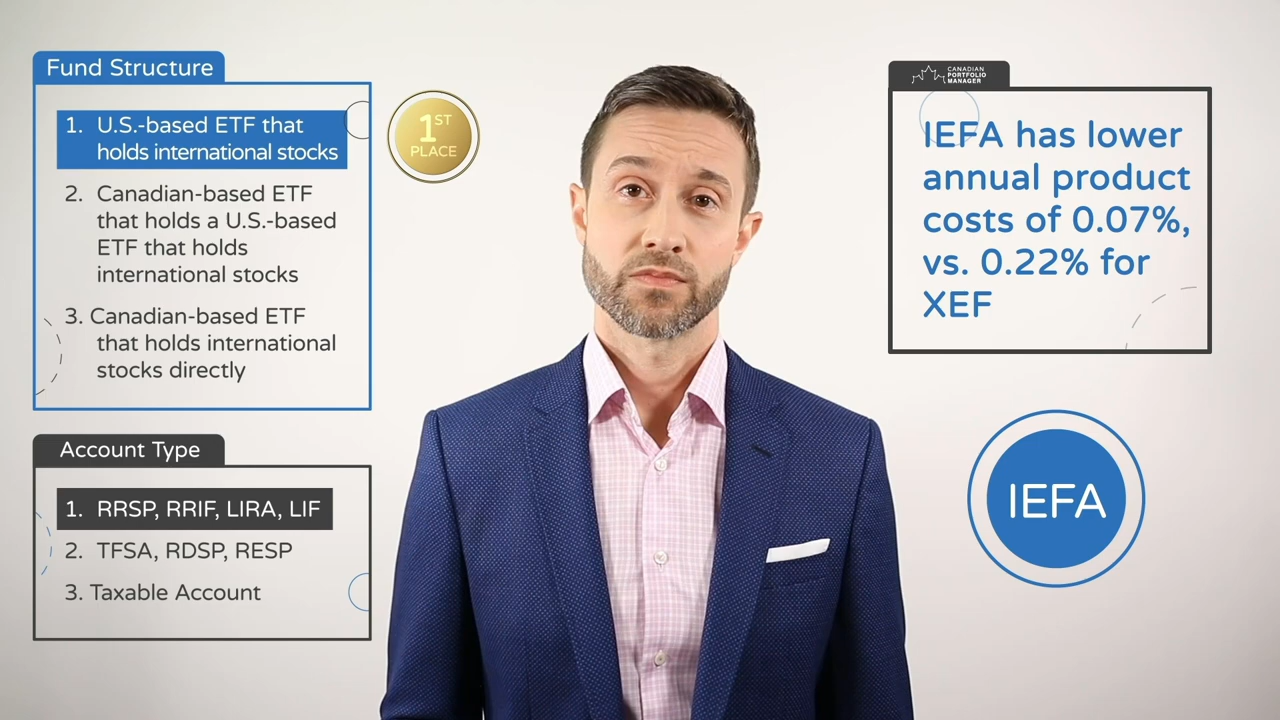 Fund Structure
1. U.S.-based ETF that
holds international stocks
2. Canadian-based ETF
that holds a U.S.-based
ETF that holds
international stocks
3. Canadian-based ETF
that holds international
stocks directly
1ST
PLACE
Account Type
1. RRSP, RRIF, LIRA, LIF
2. TFSA, RDSP, RESP
3. Taxable Account
CANADIAN
PORTFOLIO
MANAGER
IEFA has lower
annual product
costs of 0.07%,
vs. 0.22% for
XEF
IEFA